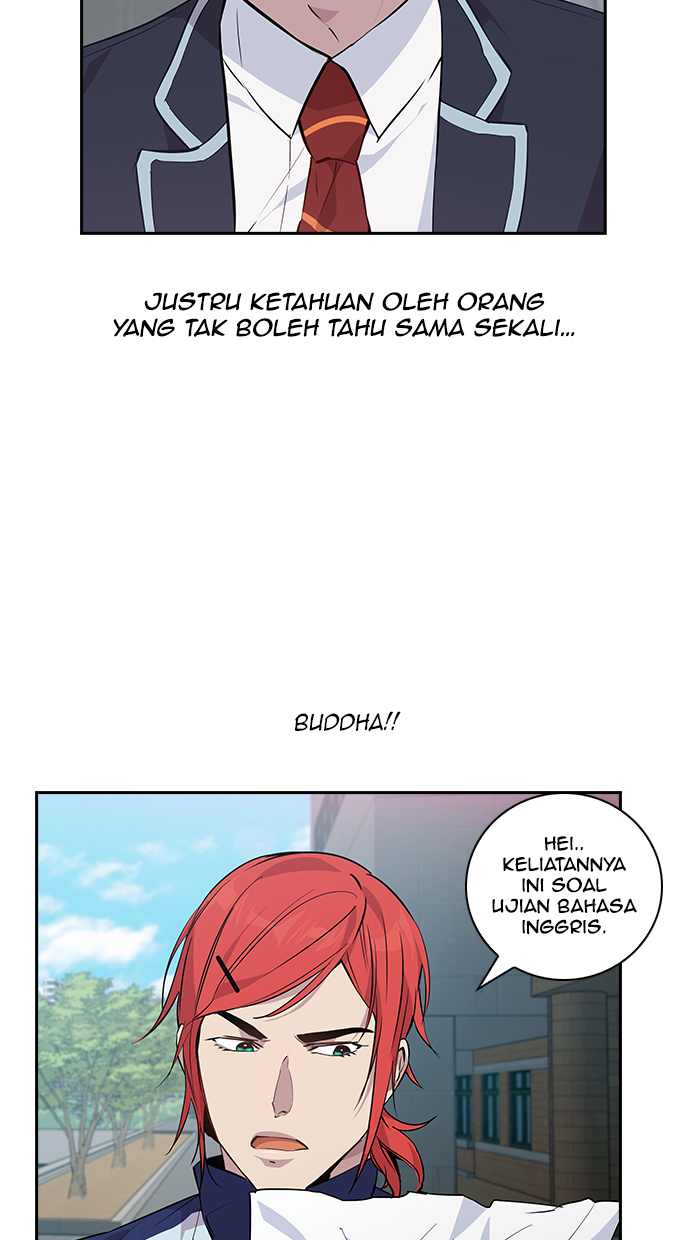 JUSTRU KETAHUAN OLEH ORANG
YANG TAK BOLEH TAHU SAMA SEKALI...
BUDDHA!!
HEI..
KELIATANNYA
INI SOAL
UJIAN BAHASA
INGGRIS.